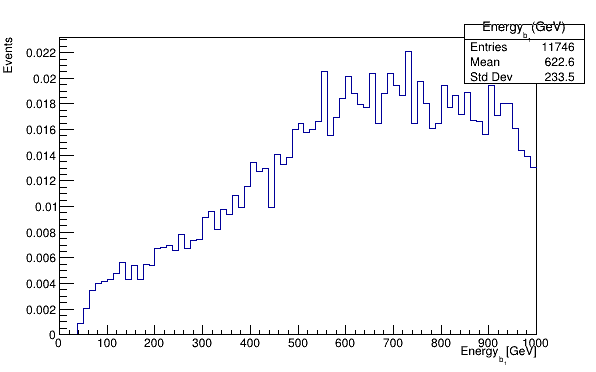 Energy_b₁(GeV)
Entries 11746
Mean 622.6
Std Dev 233.5
Events
0.022
0.02
0.018
0.016
0.014
0.012
0.01
0.008
0.006
0.004
0.002
0
0 100 200 300 400 500 600 700 800 900 1000
Energy_b₁[GeV]